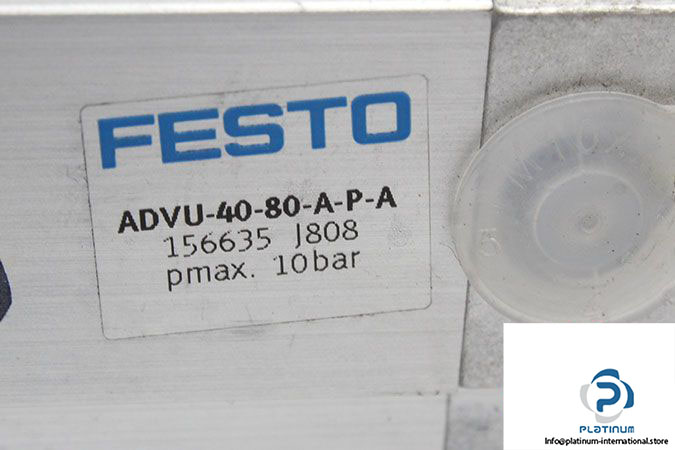 FESTO
ADVU-40-80-A-P-A
156635 J808
pmax. 10bar
PLATINUM
Info@platinum-international.store